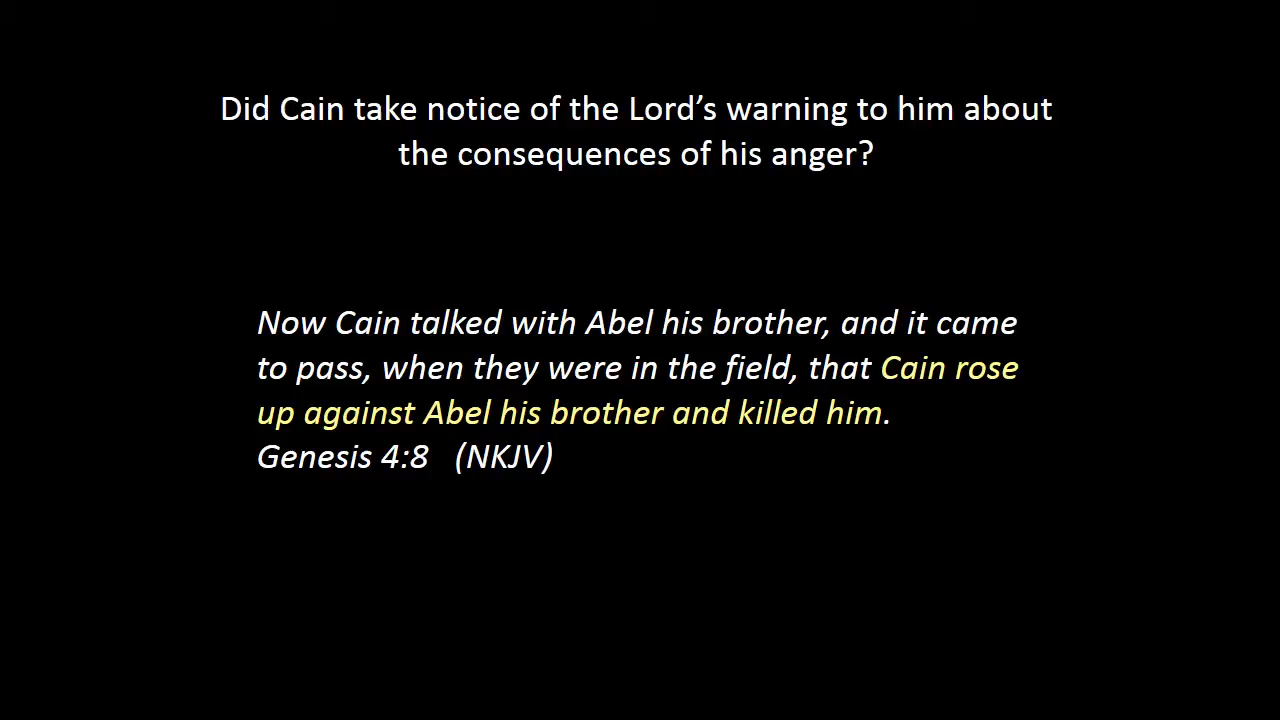 Did Cain take notice of the Lord’s warning to him about
the consequences of his anger?
Now Cain talked with Abel his brother, and it came
to pass, when they were in the field, that Cain rose
up against Abel his brother and killed him.
Genesis 4:8 (NKJV)